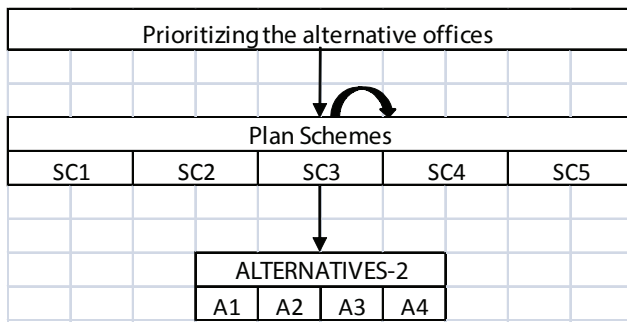 Prioritizing the alternative offices
Plan Schemes
SC1 SC2 SC3 SC4 SC5
ALTERNATIVES-2
A1 A2 A3 A4